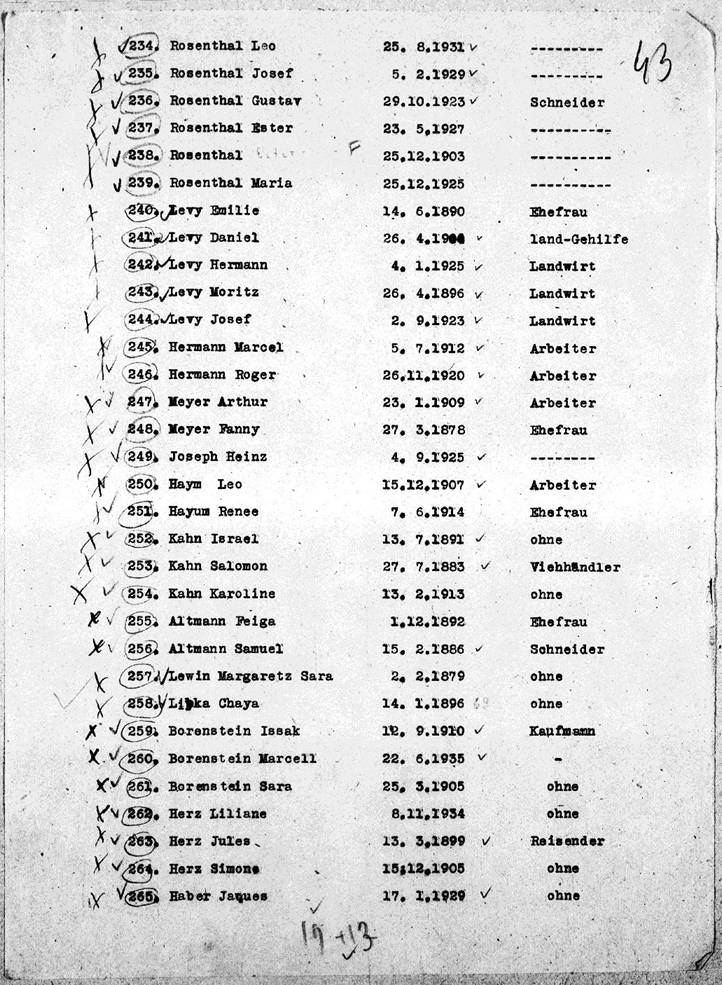 43
234. Rosenthal Leo 25. 8.1931 ---------
235. Rosenthal Josef 5. 2.1929 ---------
236. Rosenthal Gustav 29.10.1923 Schneider
237. Rosenthal Ester 23. 5.1927 ----------
238. Rosenthal F 25.12.1903 ----------
239. Rosenthal Maria 25.12.1925 ----------
240. Levy Emilie 14. 6.1890 Ehefrau
241. Levy Daniel 26. 4. land-Gehilfe
242. Levy Hermann 4. 1.1925 Landwirt
243. Levy Moritz 26. 4.1896 Landwirt
244. Levy Josef 2. 9.1923 Landwirt
245. Hermann Marcel 5. 7.1912 Arbeiter
246. Hermann Roger 26.11.1920 Arbeiter
247. Meyer Arthur 23. 1.1909 Arbeiter
248. Meyer Fanny 27. 3.1878 Ehefrau
249. Joseph Heinz 4. 9.1925 --------
250. Haym Leo 15.12.1907 Arbeiter
251. Hayum Renee 7. 6.1914 Ehefrau
252. Kahn Israel 13. 7.1891 ohne
253. Kahn Salomon 27. 7.1883 Viehhändler
254. Kahn Karoline 13. 2.1913 ohne
255. Altmann Feiga 1.12.1892 Ehefrau
256. Altmann Samuel 15. 2.1886 Schneider
257. Lewin Margaretz Sara 2. 2.1879 ohne
258. Lipka Chaya 14. 1.1896 ohne
259. Borenstein Issak 12. 9.1910 Kaufmann
260. Borenstein Marcell 22. 6.1935 -
261. Borenstein Sara 25. 3.1905 ohne
262. Herz Liliane 8.11.1934 ohne
263. Herz Jules. 13. 3.1899 Reisender
264. Herz Simone 15.12.1905 ohne
265. Haber Jaques 17. 1.1929 ohne
19 +13